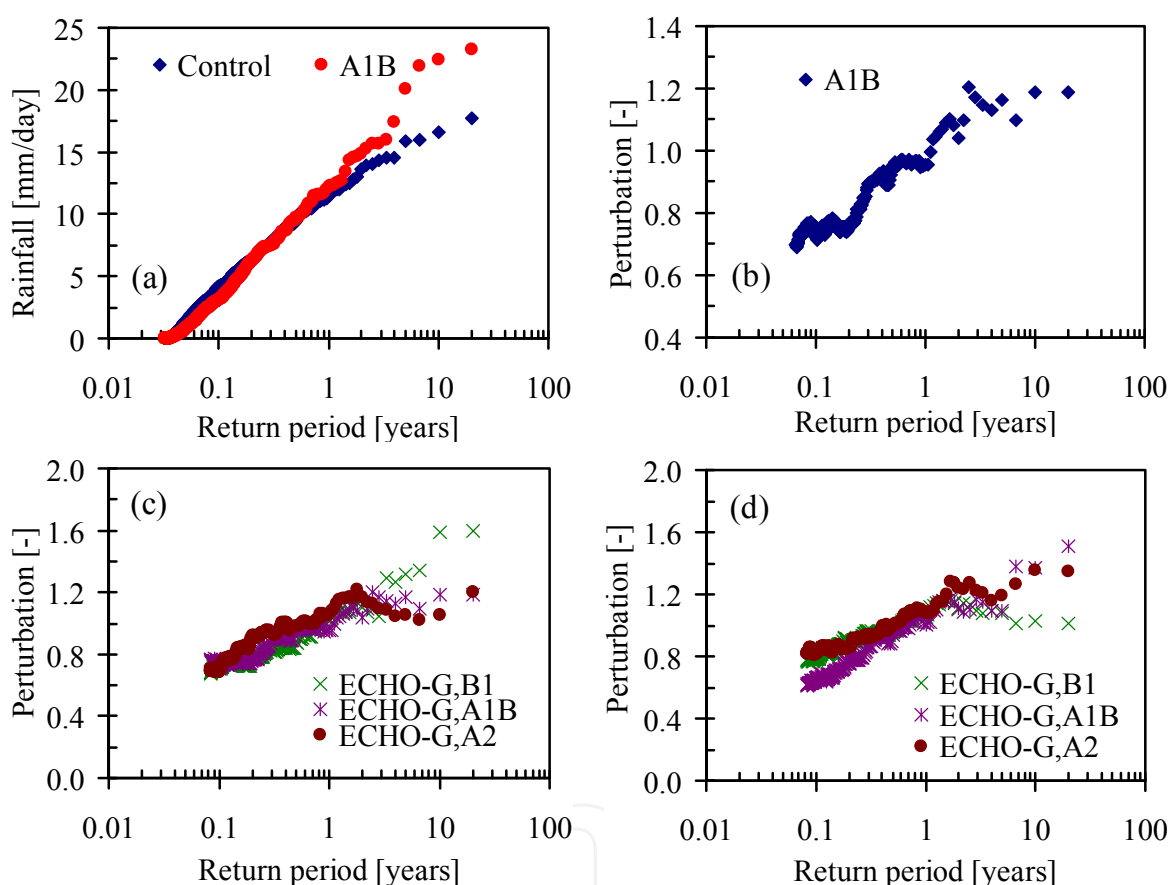 25
20
15
10
5
0
Rainfall [mm/day]
Control
A1B
(a)
0.01 0.1 1 10 100
Return period [years]
1.4
1.2
1.0
0.8
0.6
0.4
Perturbation [-]
A1B
(b)
0.01 0.1 1 10 100
Return period [years]
2.0
1.6
1.2
0.8
0.4
0.0
Perturbation [-]
(c)
ECHO-G,B1
ECHO-G,A1B
ECHO-G,A2
0.01 0.1 1 10 100
Return period [years]
2.0
1.6
1.2
0.8
0.4
0.0
Perturbation [-]
(d)
ECHO-G,B1
ECHO-G,A1B
ECHO-G,A2
0.01 0.1 1 10 100
Return period [years]